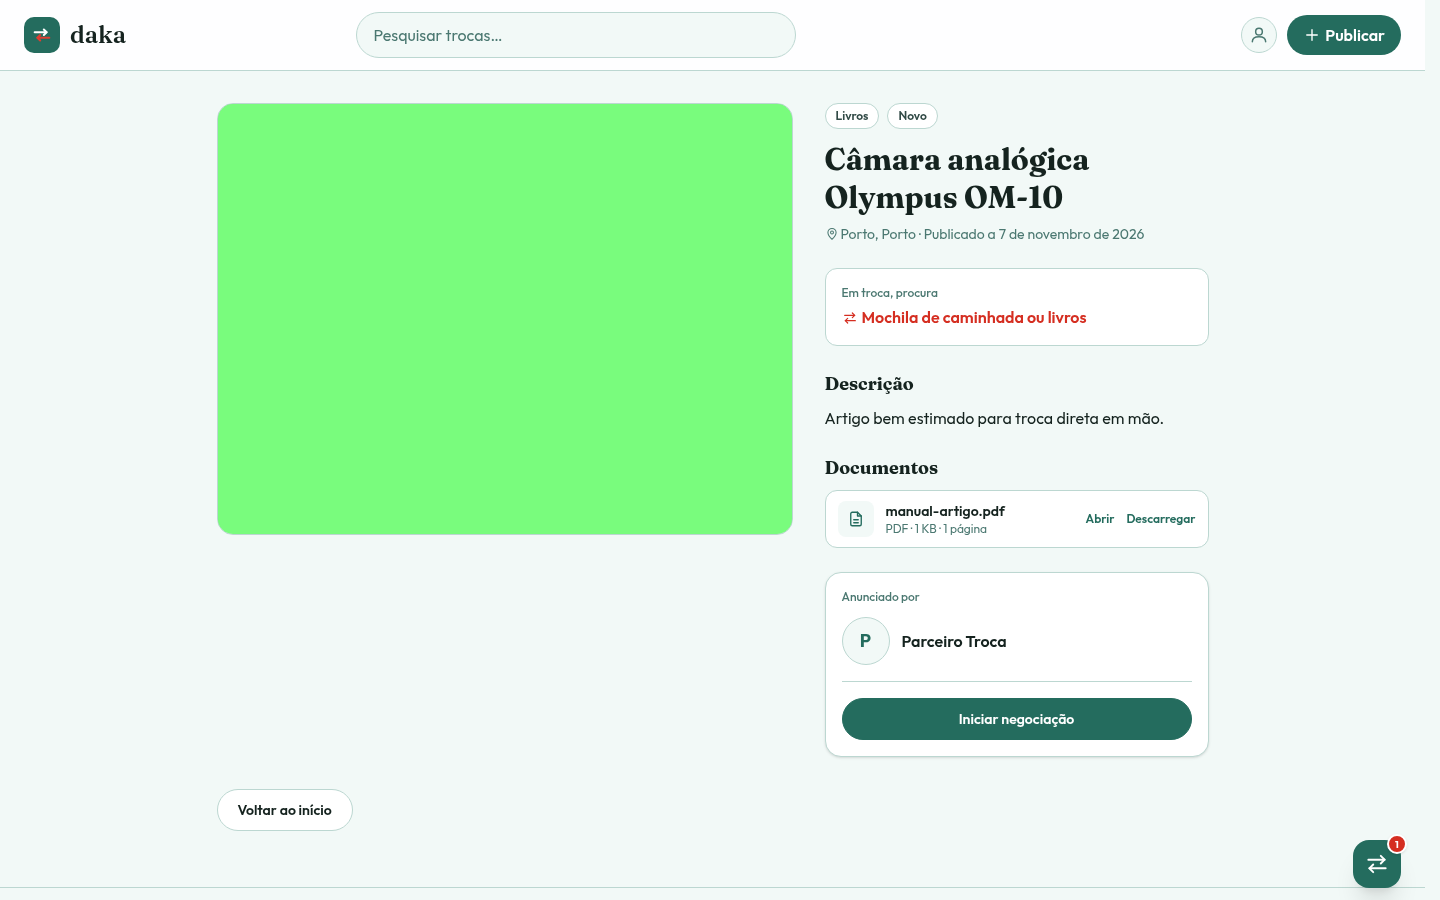 daka
Pesquisar trocas...
Publicar
Livros
Novo
Câmara analógica
Olympus OM-10
Porto, Porto · Publicado a 7 de novembro de 2026
Em troca, procura
Mochila de caminhada ou livros
Descrição
Artigo bem estimado para troca direta em mão.
Documentos
manual-artigo.pdf
PDF · 1 KB · 1 página
Abrir
Descarregar
Anunciado por
P
Parceiro Troca
Iniciar negociação
Voltar ao início
1